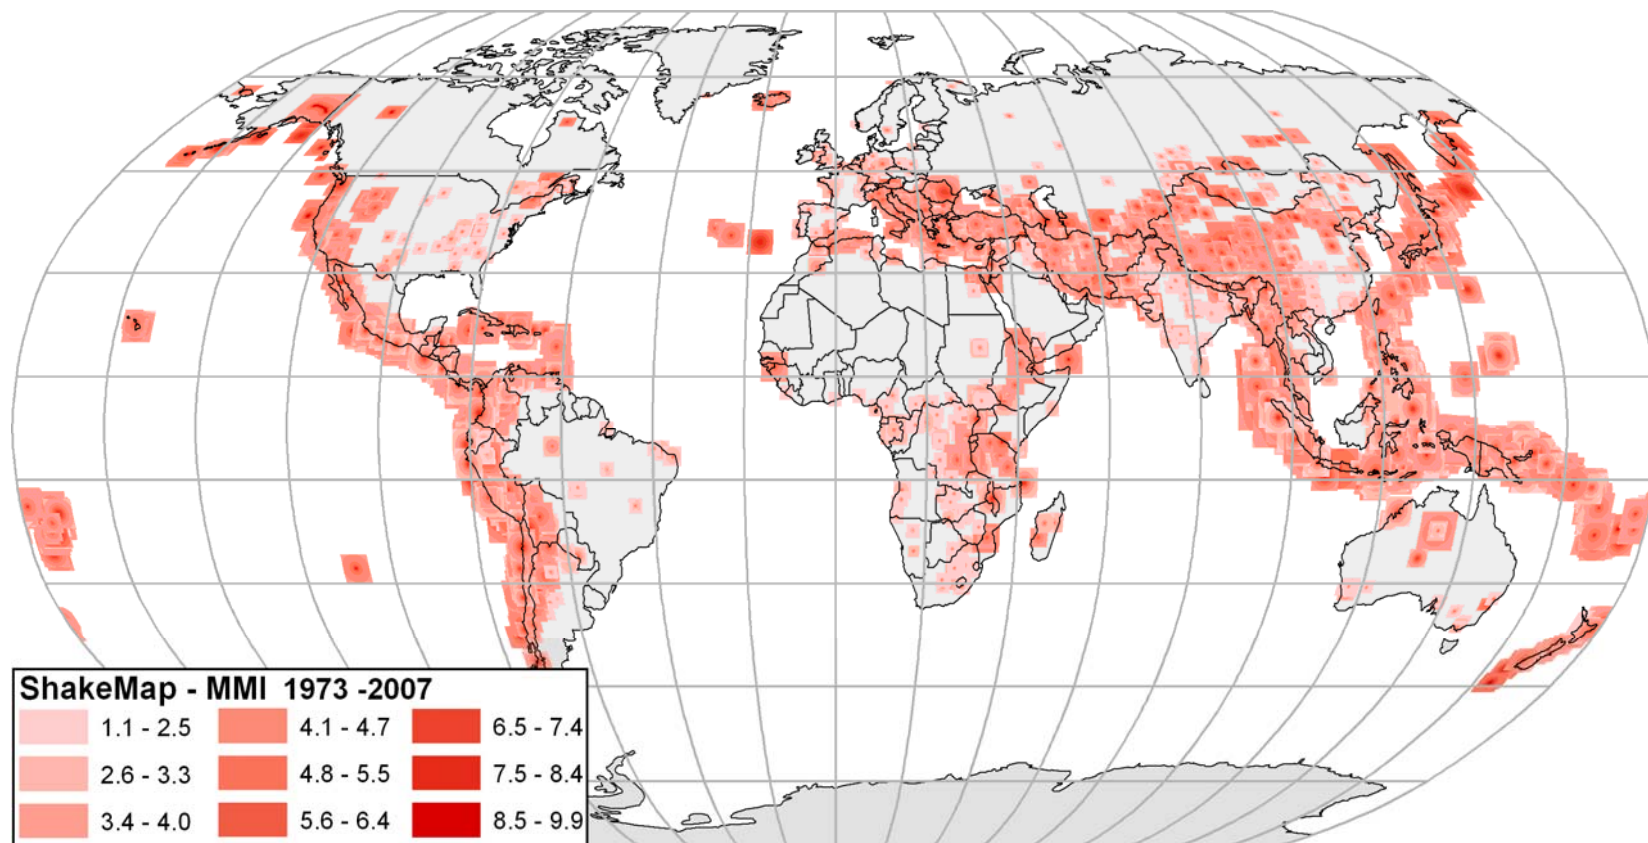 ShakeMap - MMI 1973 -2007
1.1 - 2.5 4.1 - 4.7 6.5 - 7.4
2.6 - 3.3 4.8 - 5.5 7.5 - 8.4
3.4 - 4.0 5.6 - 6.4 8.5 - 9.9